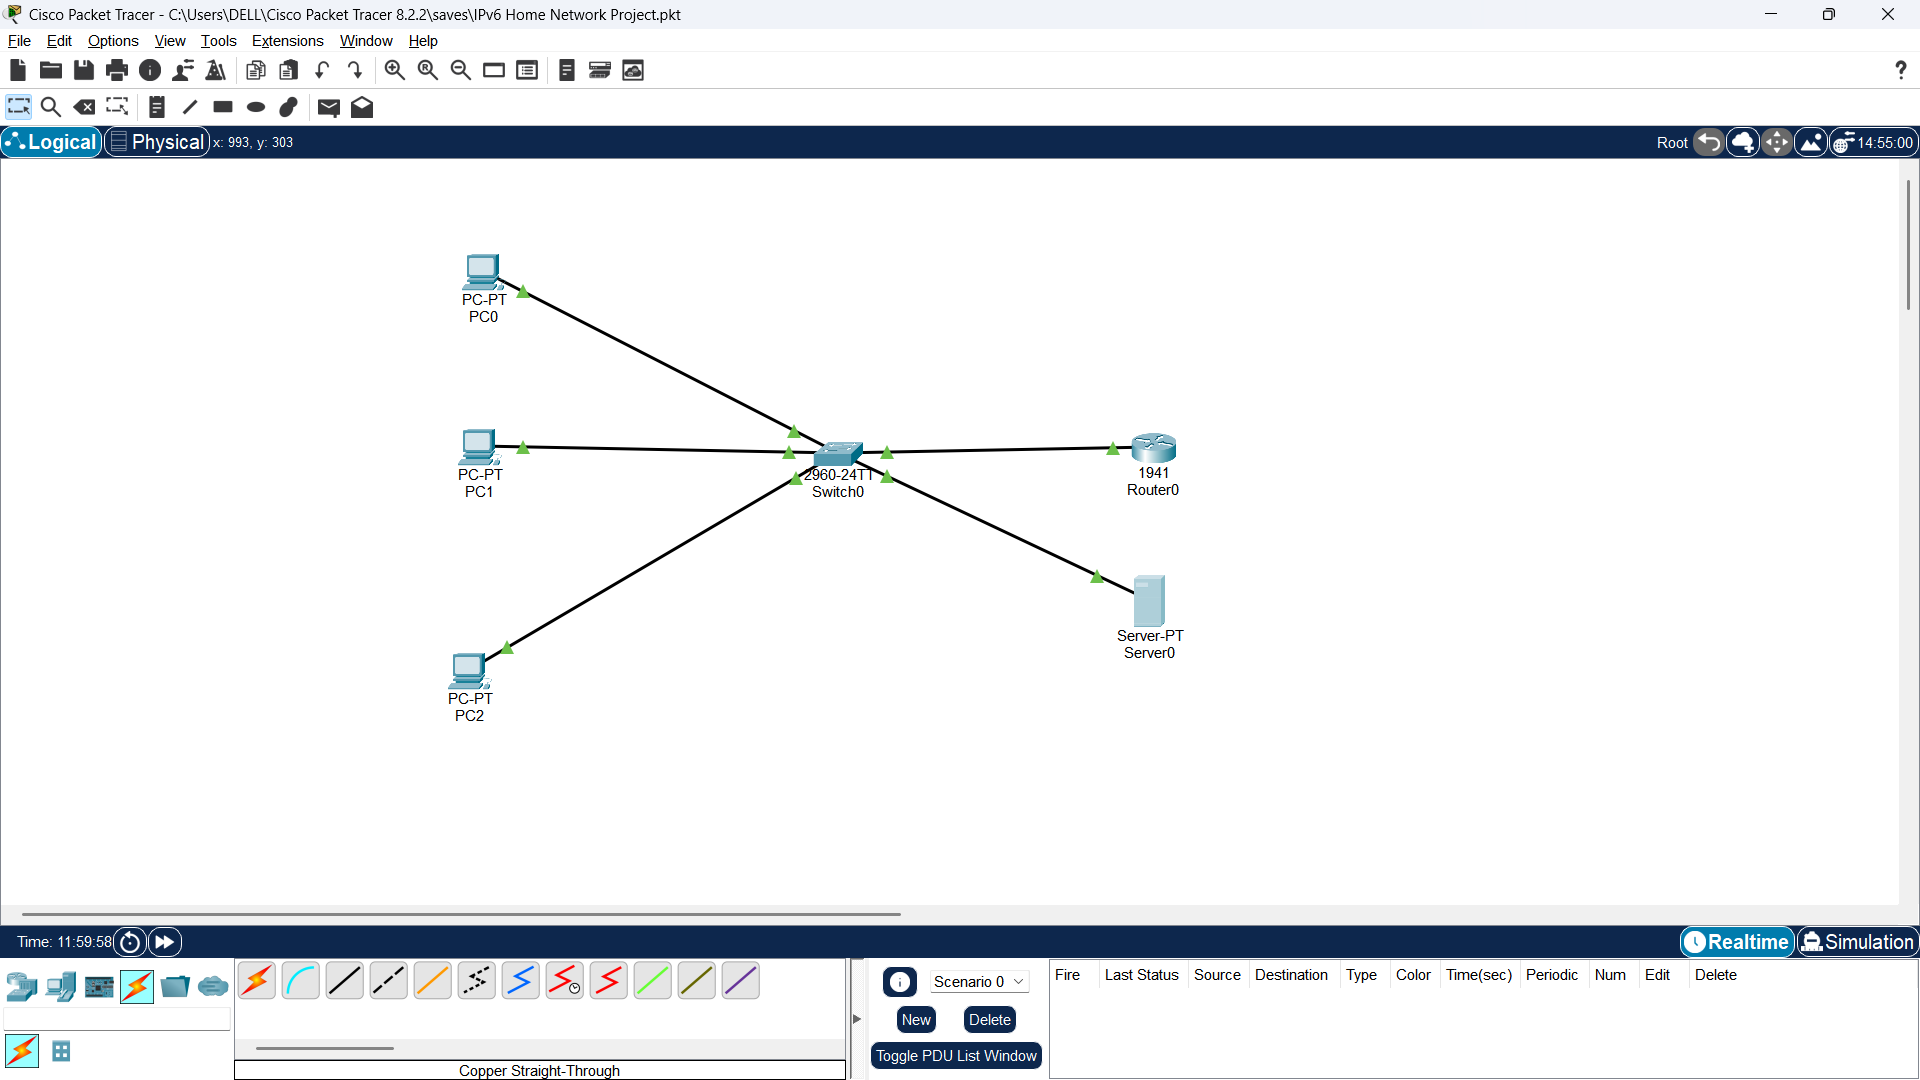 Cisco Packet Tracer - C:\Users\DELL\Cisco Packet Tracer 8.2.2\saves\IPv6 Home Network Project.pkt
File Edit Options View Tools Extensions Window Help
Logical Physical x: 993, y: 303 Root 14:55:00
PC-PT
PC0
PC-PT
PC1
2960-24TT
Switch0
1941
Router0
Server-PT
Server0
PC-PT
PC2
Time: 11:59:58 Realtime Simulation
Scenario 0
New Delete
Toggle PDU List Window
Fire Last Status Source Destination Type Color Time(sec) Periodic Num Edit Delete
Copper Straight-Through